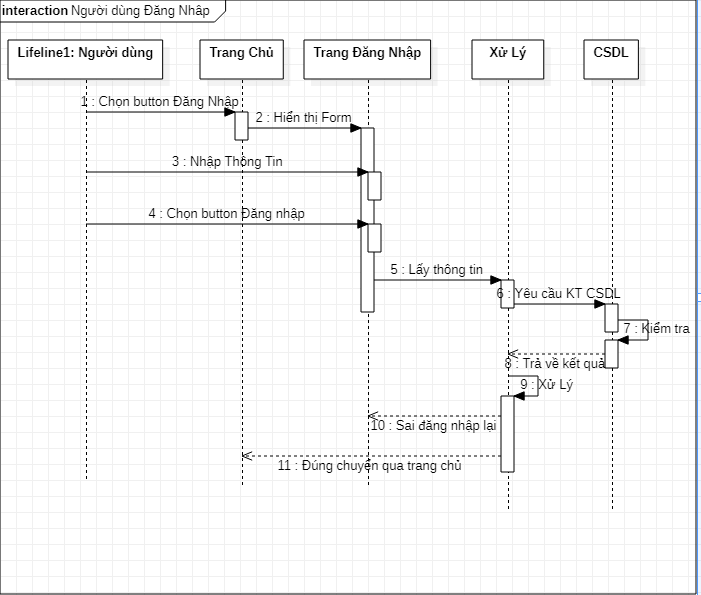 interaction Người dùng Đăng Nhập
Lifeline1: Người dùng
Trang Chủ
Trang Đăng Nhập
Xử Lý
CSDL
1 : Chọn button Đăng Nhập
2 : Hiển thị Form
3 : Nhập Thông Tin
4 : Chọn button Đăng nhập
5 : Lấy thông tin
6 : Yêu cầu KT CSDL
7 : Kiểm tra
8 : Trả về kết quả
9 : Xử Lý
10 : Sai đăng nhập lại
11 : Đúng chuyển qua trang chủ